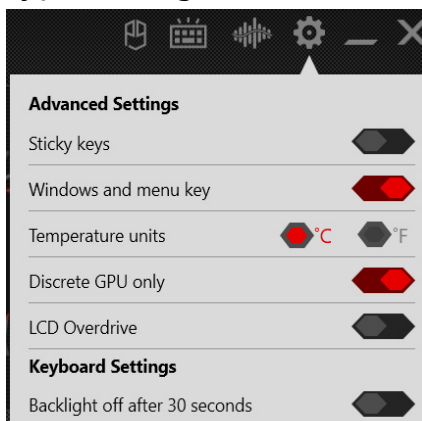 Advanced Settings
Sticky keys
Windows and menu key
Temperature units °C °F
Discrete GPU only
LCD Overdrive
Keyboard Settings
Backlight off after 30 seconds